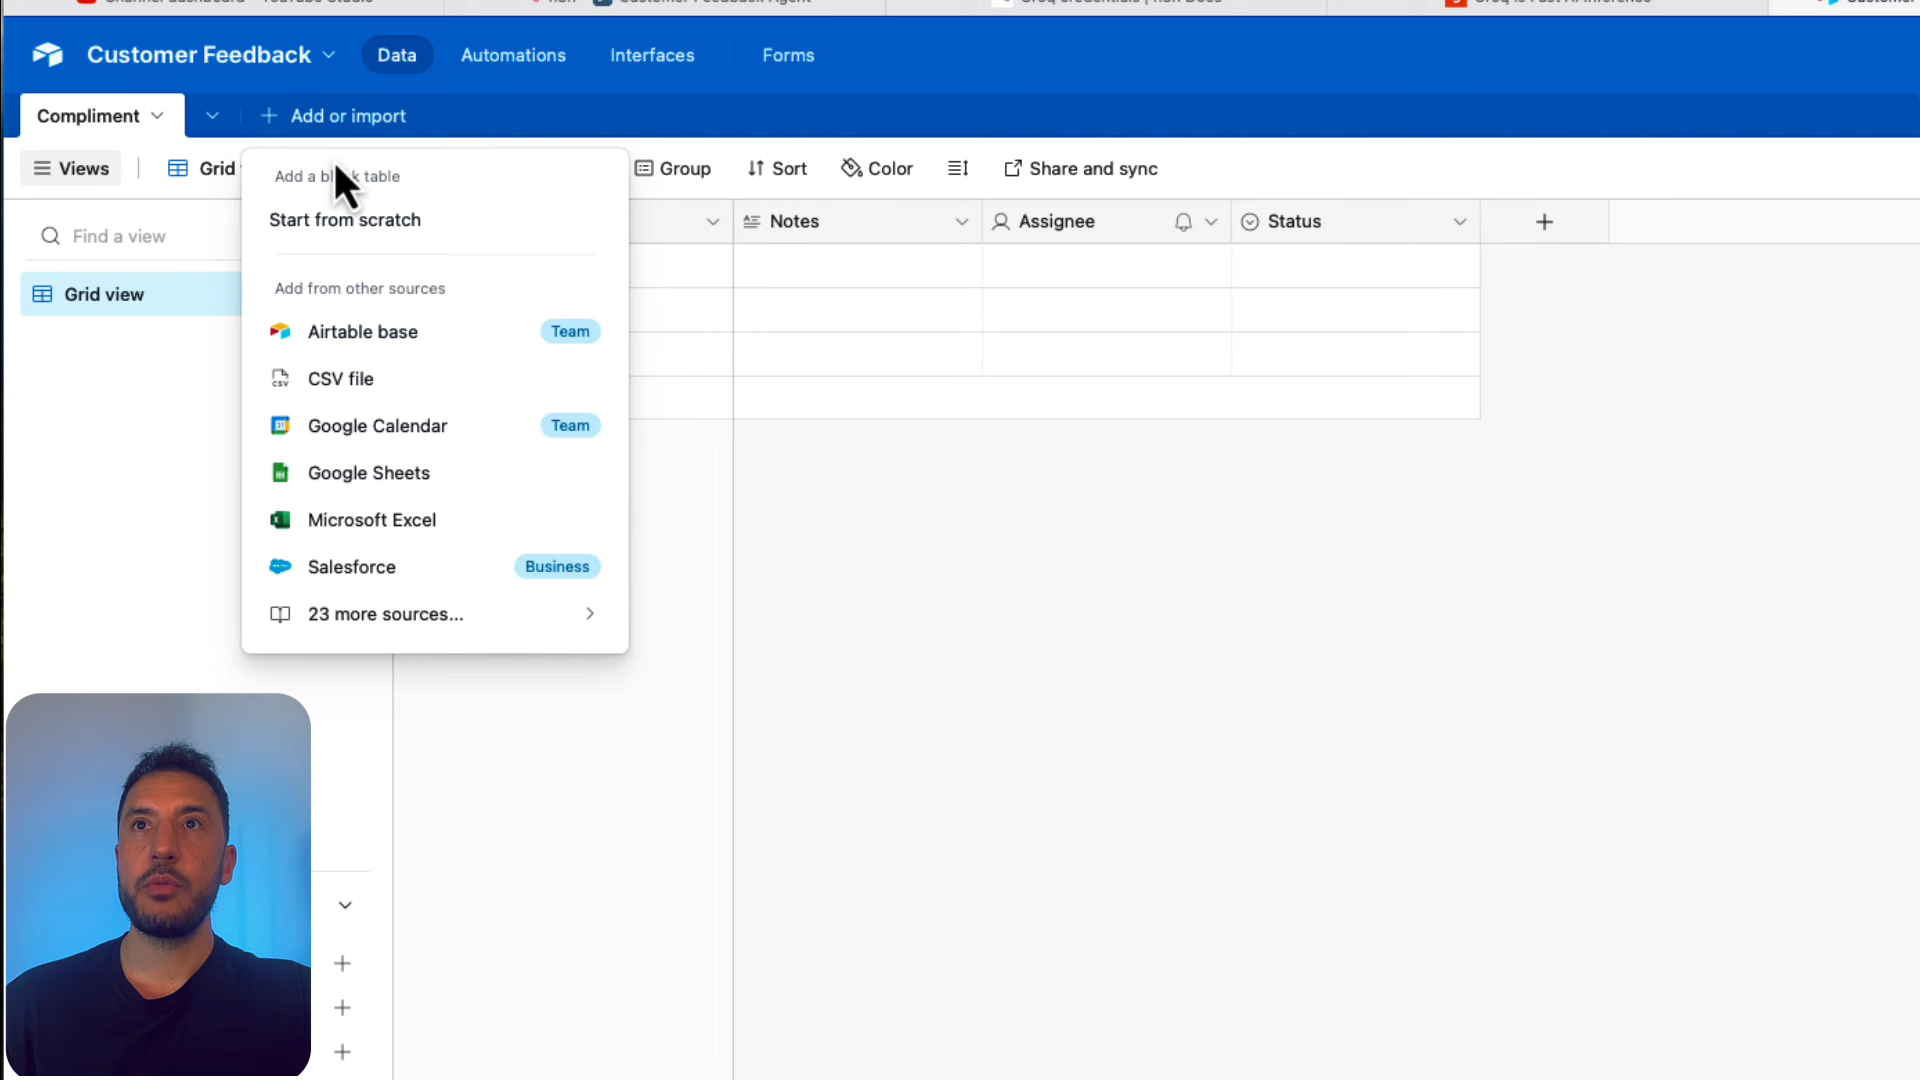 Customer Feedback
Data
Automations
Interfaces
Forms
Compliment
Add or import
Views
Grid
Group
Sort
Color
Share and sync
Add a table
Start from scratch
Find a view
Notes
Assignee
Status
Grid view
Add from other sources
Airtable base
Team
CSV file
CSV
Google Calendar
Team
Google Sheets
Microsoft Excel
Salesforce
Business
23 more sources...